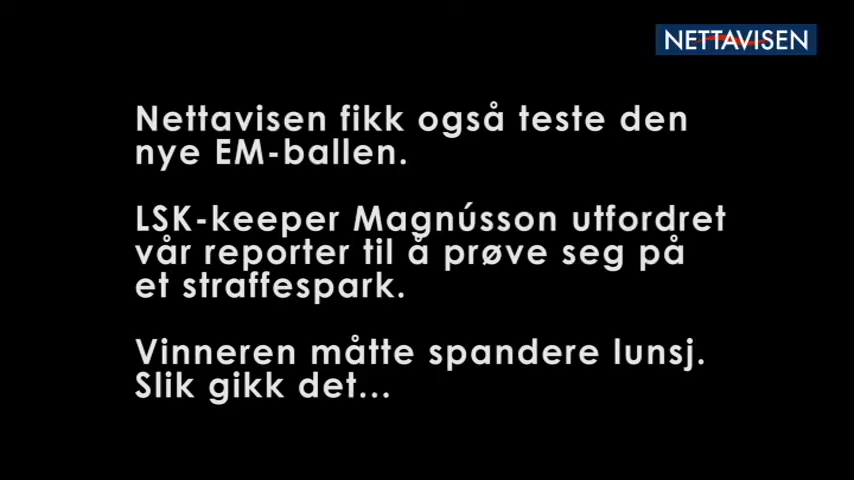 NETTAVISEN
Nettavisen fikk også teste den
nye EM-ballen.
LSK-keeper Magnússon utfordret
vår reporter til å prøve seg på
et straffespark.
Vinneren måtte spandere lunsj.
Slik gikk det...